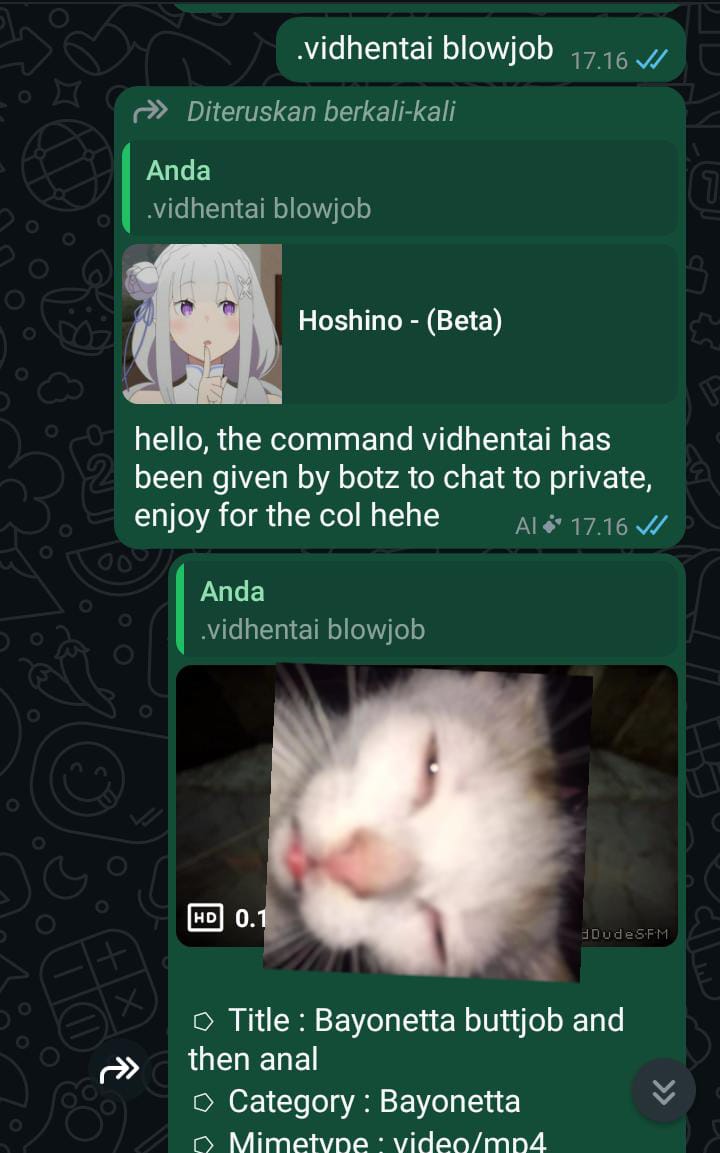 .vidhentai blowjob 17.16
Diteruskan berkali-kali
Anda
.vidhentai blowjob
Hoshino - (Beta)
hello, the command vidhentai has
been given by botz to chat to private,
enjoy for the col hehe AI 17.16
Anda
.vidhentai blowjob
HD 0.1
dDudeSFM
Title : Bayonetta buttjob and
then anal
Category : Bayonetta
Mimetype : video/mp4